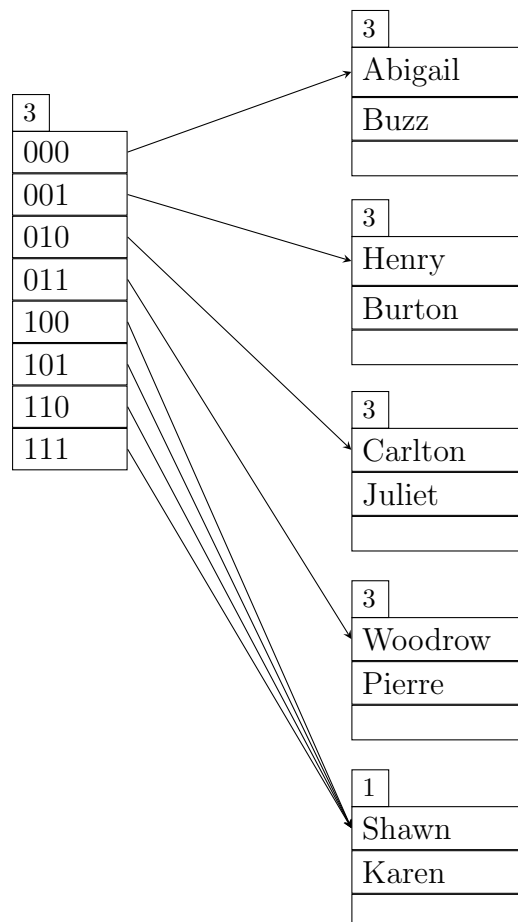 3
000
001
010
011
100
101
110
111
3
Abigail
Buzz
3
Henry
Burton
3
Carlton
Juliet
3
Woodrow
Pierre
1
Shawn
Karen